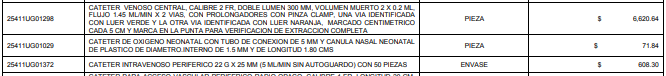 CATETER VENOSO CENTRAL, CALIBRE 2 FR, DOBLE LUMEN 300 MM, VOLUMEN MUERTO 2 X 0.2 ML,
25411UG01001 FLUJO 1.45 ML/MIN X 2 VIAS, CON PROLONGADORES CON PINZA CLAMP, UNA VIA IDENTIFICADA PIEZA $ 6,620.64
CON LUER VERDE Y LA OTRA VIA IDENTIFICADA CON LUER NARANJA, MARCADO CENTIMETRICO
CADA 5 CM Y MARCA EN LA PUNTA PARA VERIFICACION DE EXTRACCION COMPLETA
25411UG01029 CATETER DE OXIGENO NEONATAL CON TUBO DE CONEXION DE 5 MM Y CANULA NASAL NEONATAL PIEZA $ 71.84
DE PLASTICO DE DIAMETRO.INTERNO DE 1.5 MM Y DE LONGITUD 1.80 CMS
25411UG01372 CATETER INTRAVENOSO PERIFERICO 22 G X 25 MM (5 ML/MIN SIN AUTOGUARDO) CON 50 PIEZAS ENVASE $ 608.30